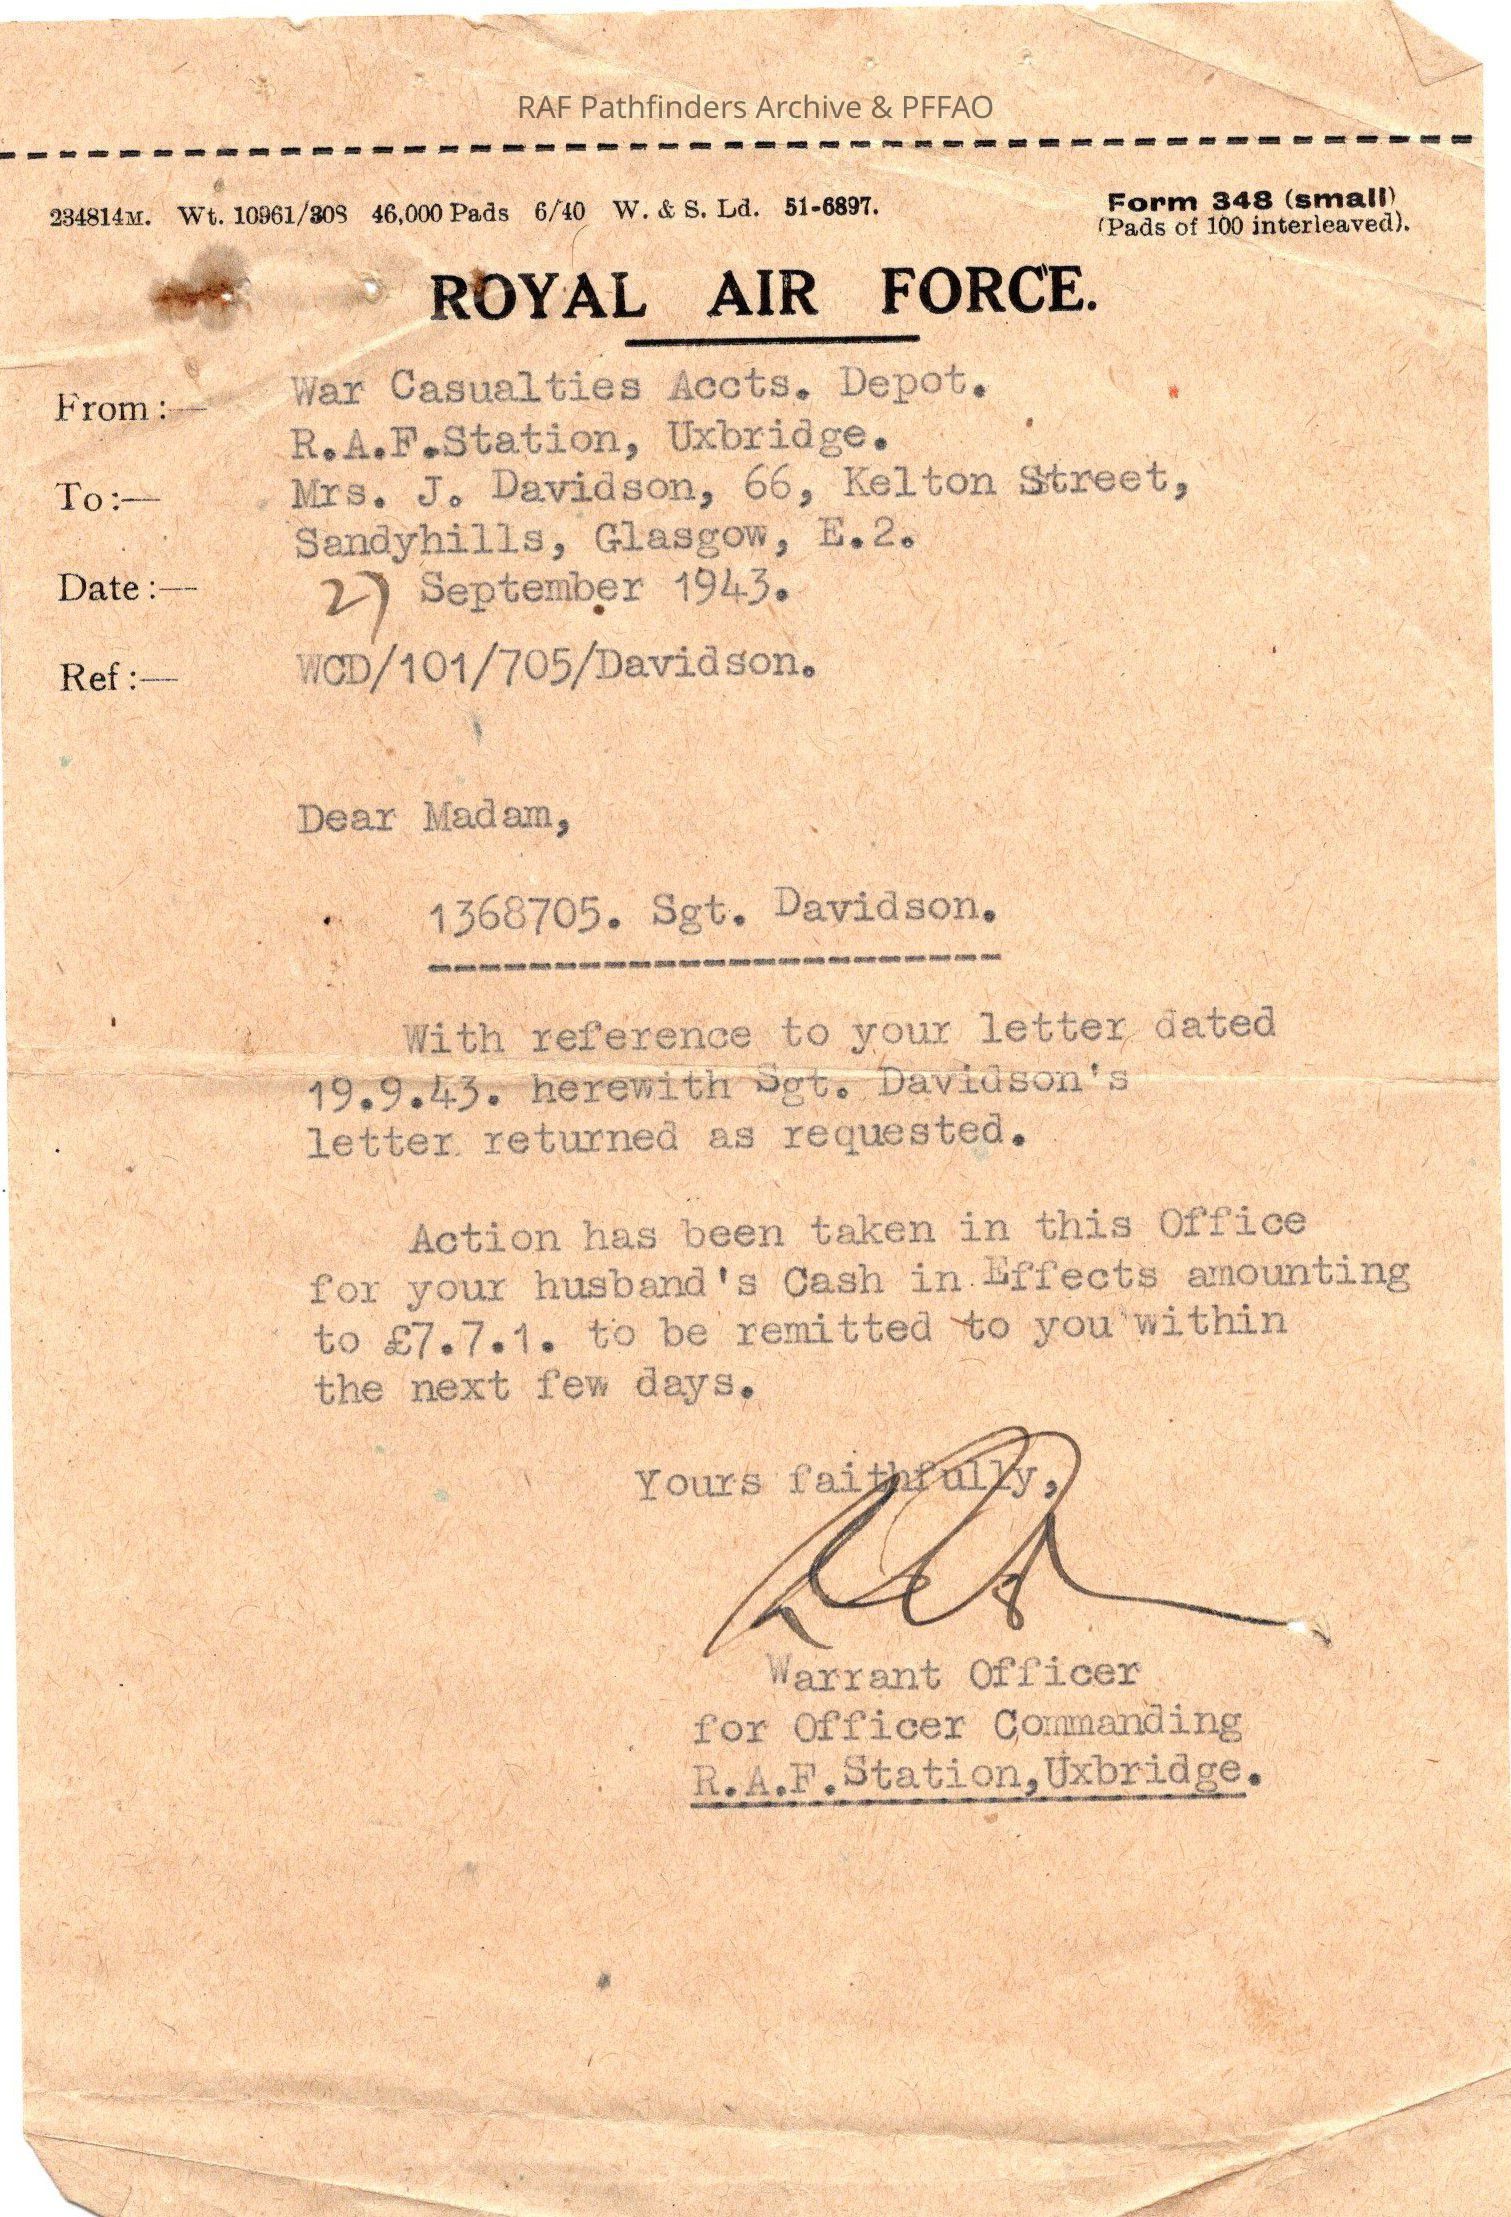 RAF Pathfinders Archive & PFFAO
234814M. Wt. 10961/30S 46,000 Pads 6/40 W. & S. Ld. 51-6897.
Form 348 (small)
(Pads of 100 interleaved).
ROYAL AIR FORCE.
From:— War Casualties Accts. Depot.
R.A.F.Station, Uxbridge.
To:— Mrs. J. Davidson, 66, Kelton Street,
Sandyhills, Glasgow, E.2.
Date:— 27 September 1943.
Ref:— WCD/101/705/Davidson.
Dear Madam,
1368705. Sgt. Davidson.
With reference to your letter dated
19.9.43. herewith Sgt. Davidson's
letter returned as requested.
Action has been taken in this Office
for your husband's Cash in Effects amounting
to £7.7.1. to be remitted to you within
the next few days.
Yours faithfully,
Warrant Officer
for Officer Commanding
R.A.F.Station,Uxbridge.